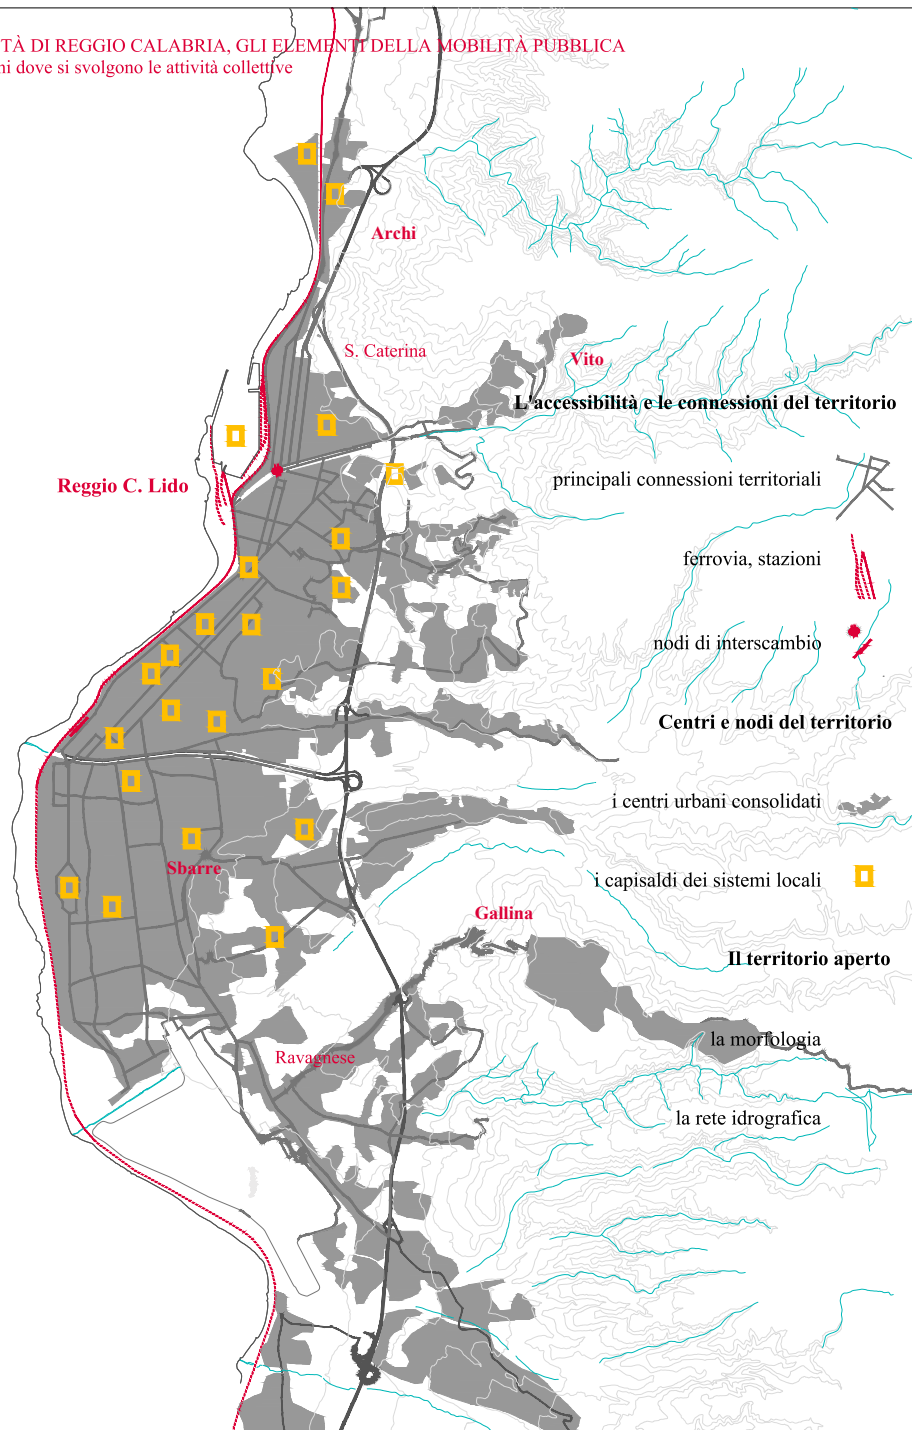 TÀ DI REGGIO CALABRIA, GLI ELEMENTI DELLA MOBILITÀ PUBBLICA
ni dove si svolgono le attività collettive
Archi
S. Caterina
Vito
L'accessibilità e le connessioni del territorio
principali connessioni territoriali
Reggio C. Lido
ferrovia, stazioni
nodi di interscambio
Centri e nodi del territorio
i centri urbani consolidati
Sbarre
i capisaldi dei sistemi locali
Gallina
Il territorio aperto
la morfologia
Ravagnese
la rete idrografica